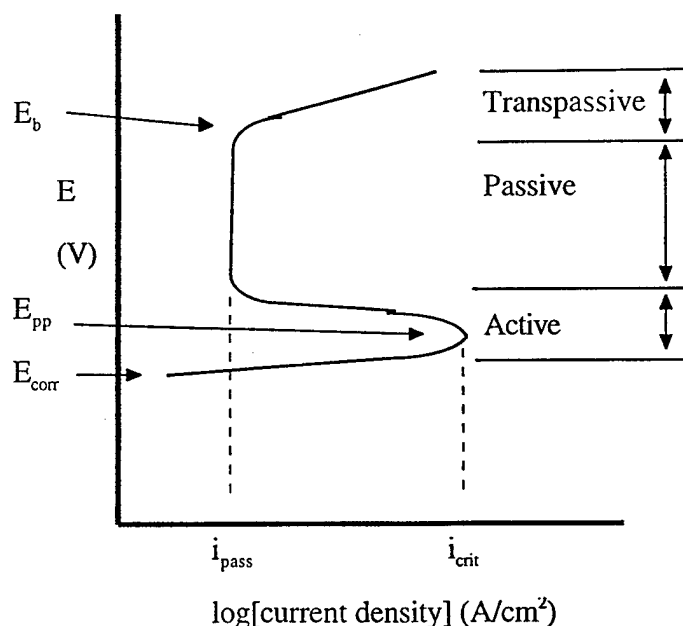 Transpassive
E_b
E
Passive
(V)
E_pp
Active
E_corr
i_pass
i_crit
log[current density] (A/cm²)